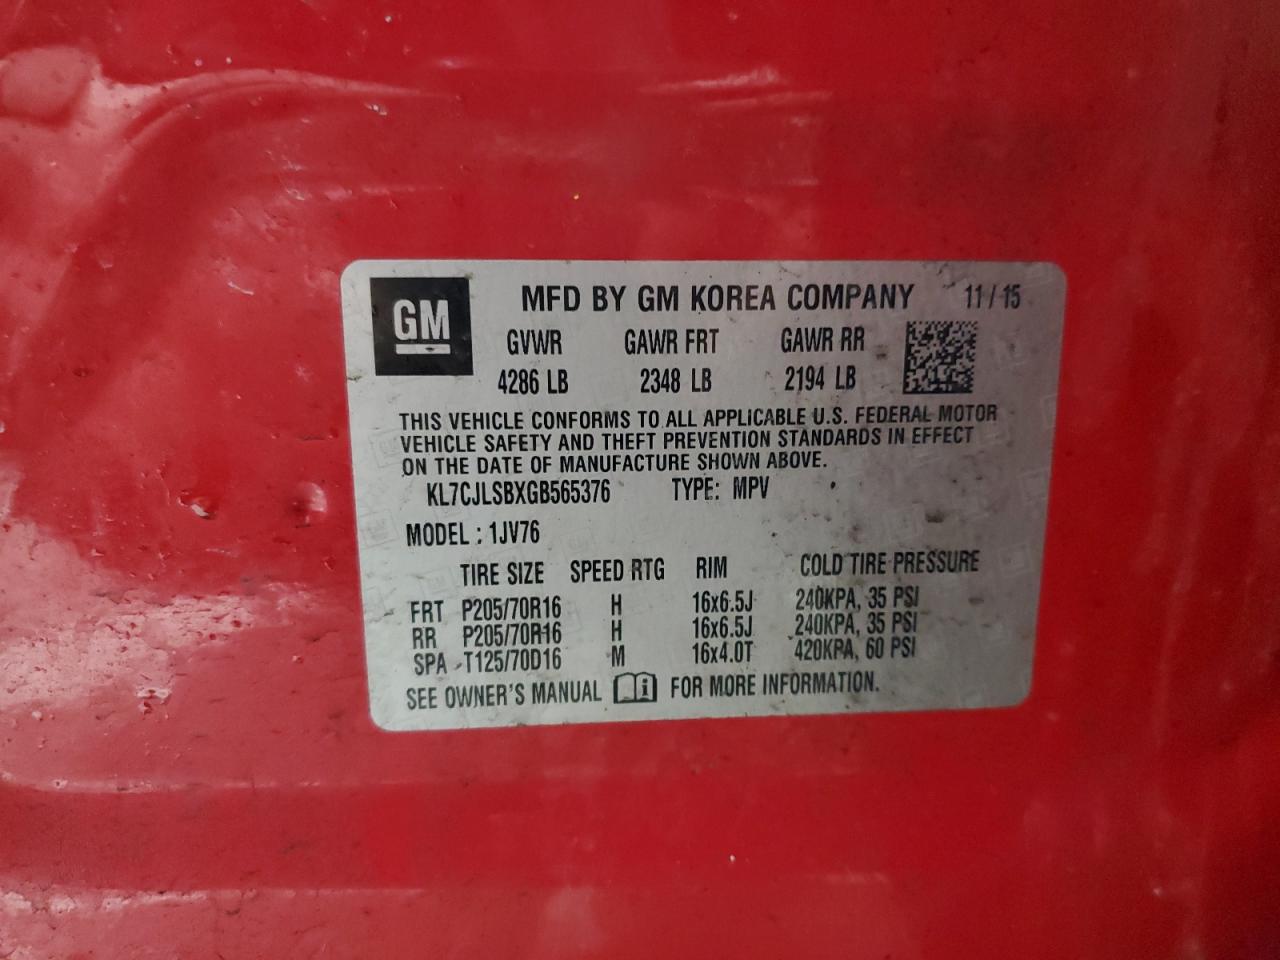 GM
MFD BY GM KOREA COMPANY 11/15
GVWR GAWR FRT GAWR RR
4286 LB 2348 LB 2194 LB
THIS VEHICLE CONFORMS TO ALL APPLICABLE U.S. FEDERAL MOTOR
VEHICLE SAFETY AND THEFT PREVENTION STANDARDS IN EFFECT
ON THE DATE OF MANUFACTURE SHOWN ABOVE.
KL7CJLSBXGB565376 TYPE: MPV
MODEL : 1JV76
TIRE SIZE SPEED RTG RIM COLD TIRE PRESSURE
FRT P205/70R16 H 16x6.5J 240KPA, 35 PSI
RR P205/70R16 H 16x6.5J 240KPA, 35 PSI
SPA T125/70D16 M 16x4.0T 420KPA, 60 PSI
SEE OWNER'S MANUAL i FOR MORE INFORMATION.